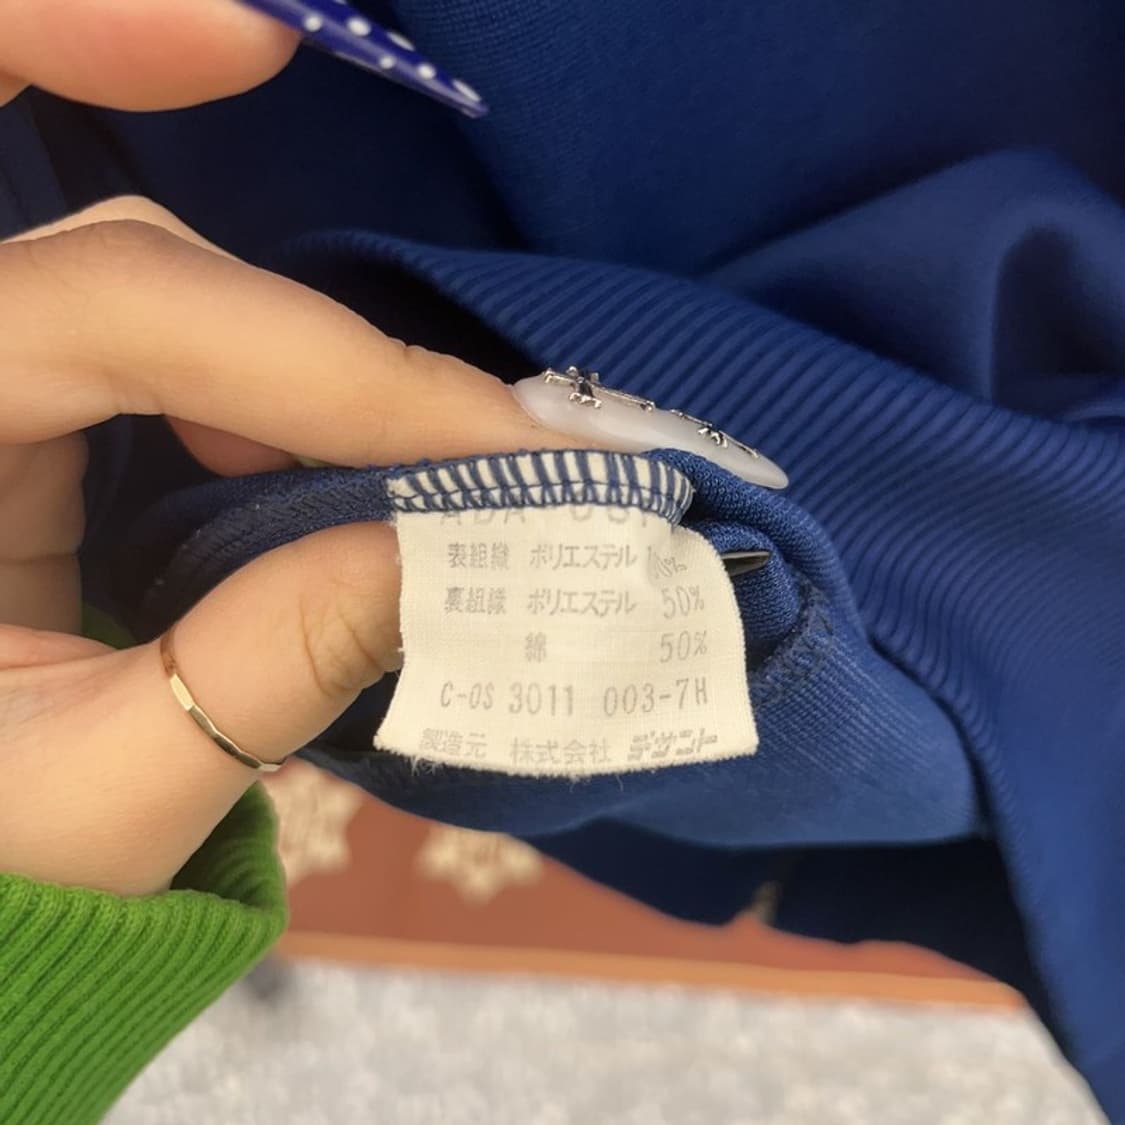 表組織 ポリエステル
裏組織 ポリエステル 50%
綿 50%
C-OS 3011 003-7H
製造元 株式会社 デサント